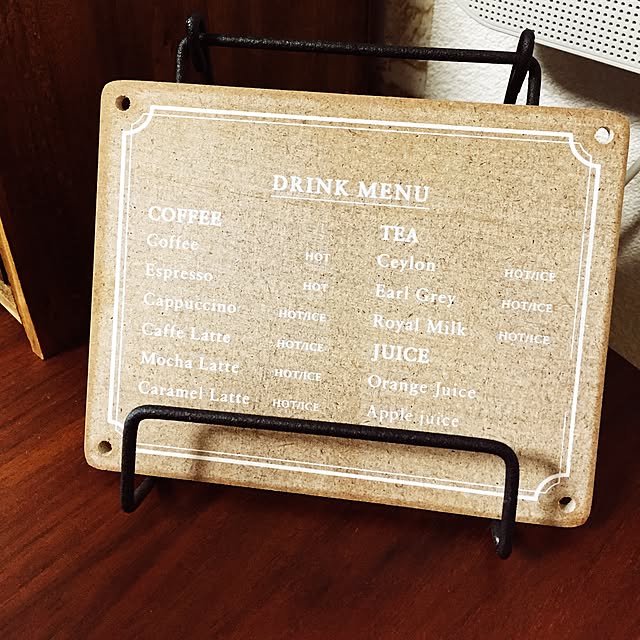 DRINK MENU
COFFEE
Coffee HOT
Espresso HOT
Cappuccino HOT/ICE
Caffe Latte HOT/ICE
Mocha Latte HOT/ICE
Caramel Latte HOT/ICE
TEA
Ceylon HOT/ICE
Earl Grey HOT/ICE
Royal Milk HOT/ICE
JUICE
Orange Juice
Apple juice